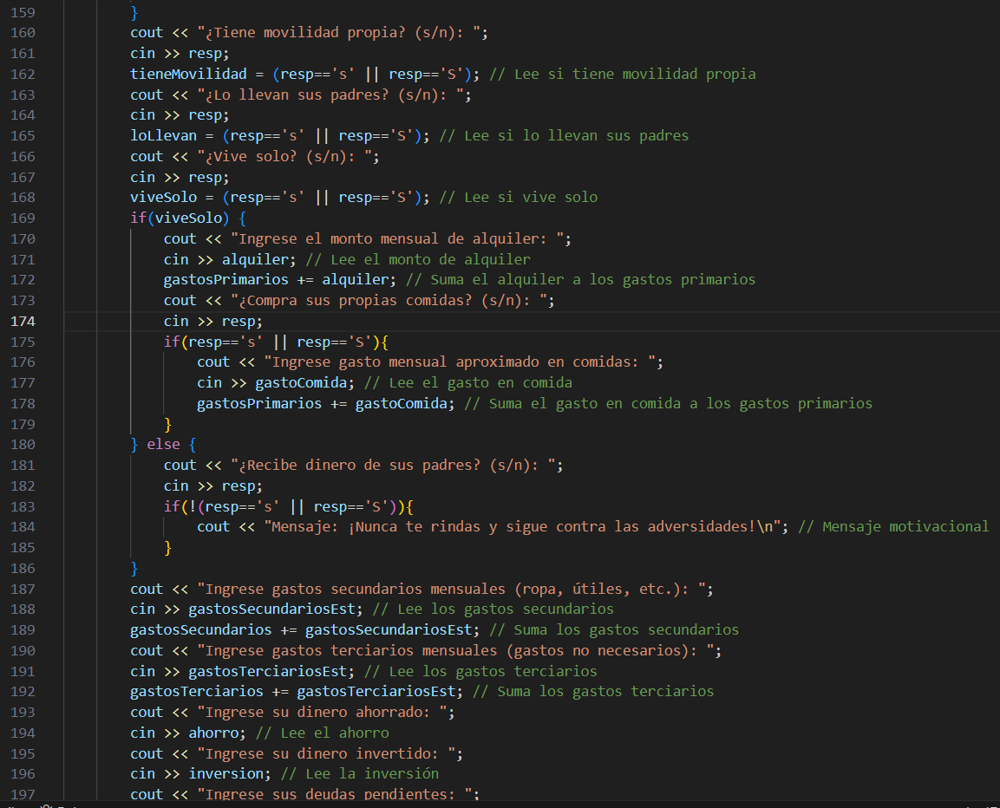 159 }
160 cout << "¿Tiene movilidad propia? (s/n): ";
161 cin >> resp;
162 tieneMovilidad = (resp=='s' || resp=='S'); // Lee si tiene movilidad propia
163 cout << "¿Lo llevan sus padres? (s/n): ";
164 cin >> resp;
165 loLlevan = (resp=='s' || resp=='S'); // Lee si lo llevan sus padres
166 cout << "¿Vive solo? (s/n): ";
167 cin >> resp;
168 viveSolo = (resp=='s' || resp=='S'); // Lee si vive solo
169 if(viveSolo) {
170 cout << "Ingrese el monto mensual de alquiler: ";
171 cin >> alquiler; // Lee el monto de alquiler
172 gastosPrimarios += alquiler; // Suma el alquiler a los gastos primarios
173 cout << "¿Compra sus propias comidas? (s/n): ";
174 cin >> resp;
175 if(resp=='s' || resp=='S'){
176 cout << "Ingrese gasto mensual aproximado en comidas: ";
177 cin >> gastoComida; // Lee el gasto en comida
178 gastosPrimarios += gastoComida; // Suma el gasto en comida a los gastos primarios
179 }
180 } else {
181 cout << "¿Recibe dinero de sus padres? (s/n): ";
182 cin >> resp;
183 if(!(resp=='s' || resp=='S')){
184 cout << "Mensaje: ¡Nunca te rindas y sigue contra las adversidades!\n"; // Mensaje motivacional
185 }
186 }
187 cout << "Ingrese gastos secundarios mensuales (ropa, útiles, etc.): ";
188 cin >> gastosSecundariosEst; // Lee los gastos secundarios
189 gastosSecundarios += gastosSecundariosEst; // Suma los gastos secundarios
190 cout << "Ingrese gastos terciarios mensuales (gastos no necesarios): ";
191 cin >> gastosTerciariosEst; // Lee los gastos terciarios
192 gastosTerciarios += gastosTerciariosEst; // Suma los gastos terciarios
193 cout << "Ingrese su dinero ahorrado: ";
194 cin >> ahorro; // Lee el ahorro
195 cout << "Ingrese su dinero invertido: ";
196 cin >> inversion; // Lee la inversión
197 cout << "Ingrese sus deudas pendientes: ";